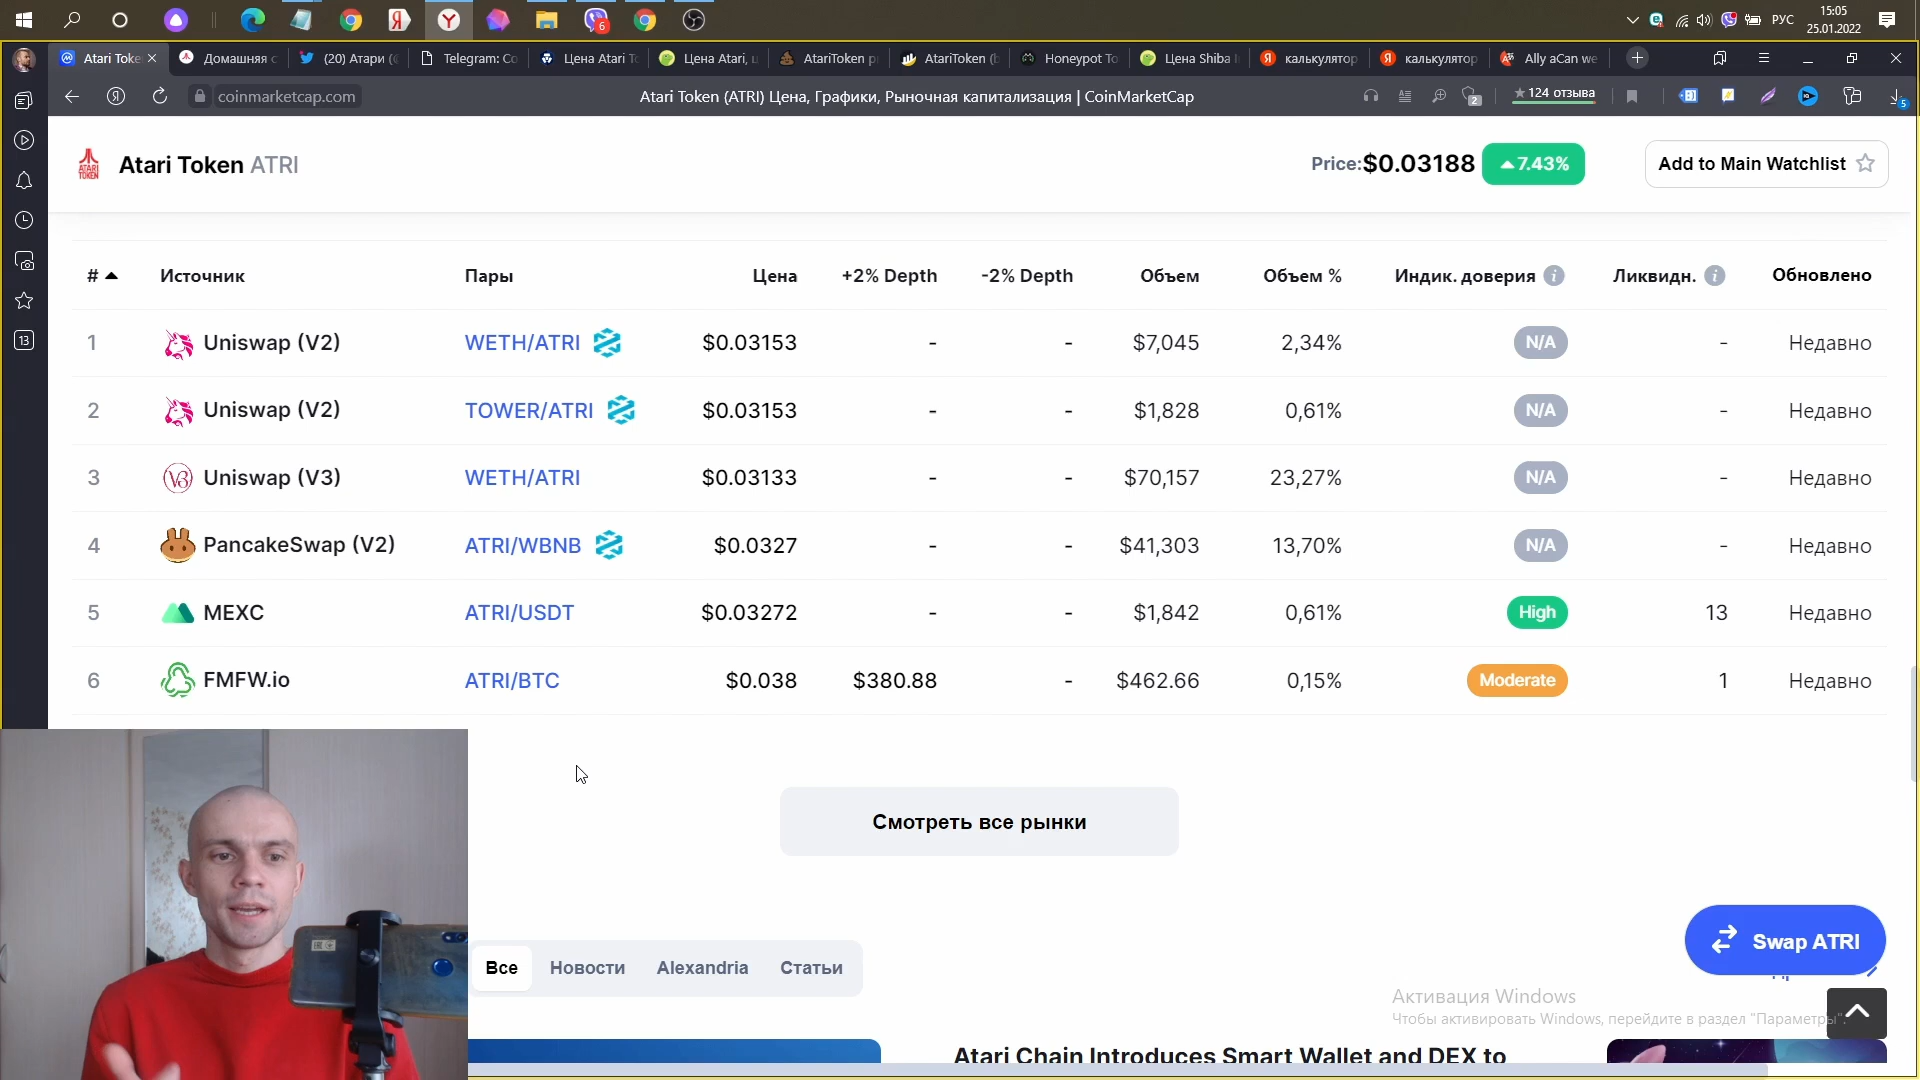 15:05
РУС
25.01.2022
6
Atari Toke
Домашняя с
(20) Атари (
Telegram: Co
Цена Atari To
Цена Atari, ц
AtariToken p
AtariToken (b
Honeypot To
Цена Shiba I
калькулятор
калькулятор
Ally aCan we
coinmarketcap.com
Atari Token (ATRI) Цена, Графики, Рыночная капитализация | CoinMarketCap
2
★ 124 отзыва
5
13
ATARI TOKEN
Atari Token ATRI
Price:$0.03188
7.43%
Add to Main Watchlist
# Источник Пары Цена +2% Depth -2% Depth Объем Объем % Индик. доверия Ликвидн. Обновлено
1 Uniswap (V2) WETH/ATRI $0.03153 - - $7,045 2,34% N/A - Недавно
2 Uniswap (V2) TOWER/ATRI $0.03153 - - $1,828 0,61% N/A - Недавно
3 Uniswap (V3) WETH/ATRI $0.03133 - - $70,157 23,27% N/A - Недавно
4 PancakeSwap (V2) ATRI/WBNB $0.0327 - - $41,303 13,70% N/A - Недавно
5 MEXC ATRI/USDT $0.03272 - - $1,842 0,61% High 13 Недавно
6 FMFW.io ATRI/BTC $0.038 $380.88 - $462.66 0,15% Moderate 1 Недавно
Смотреть все рынки
Swap ATRI
Все Новости Alexandria Статьи
Активация Windows
Чтобы активировать Windows, перейдите в раздел "Параметры".
Atari Chain Introduces Smart Wallet and DEX to